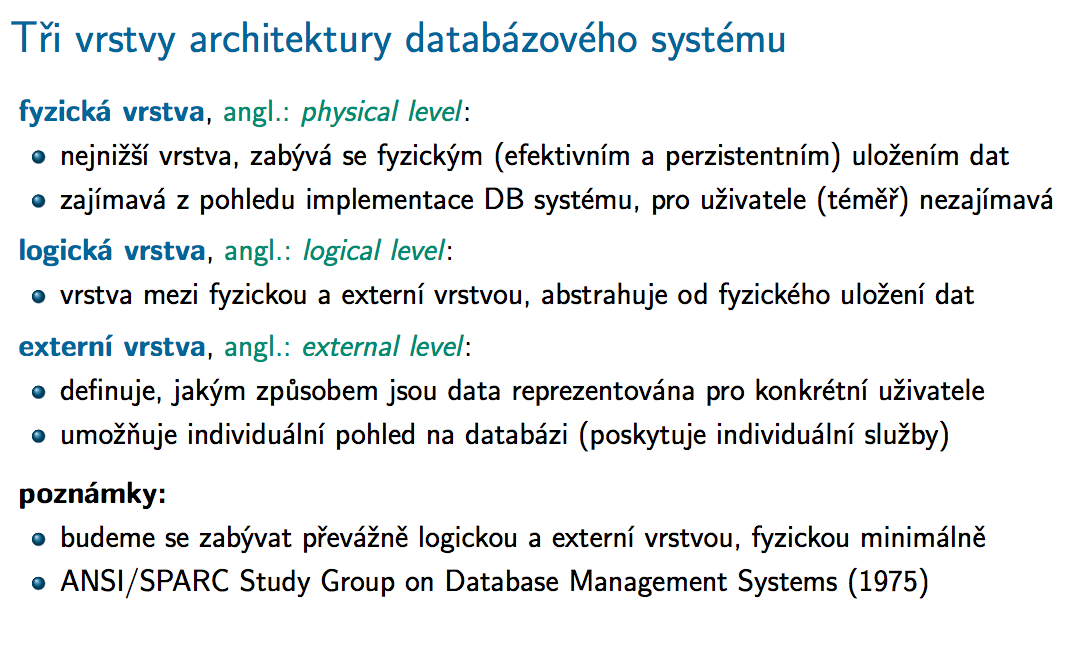 Tři vrstvy architektury databázového systému
fyzická vrstva, angl.: physical level:
nejnižší vrstva, zabývá se fyzickým (efektivním a perzistentním) uložením dat
zajímavá z pohledu implementace DB systému, pro uživatele (téměř) nezajímavá
logická vrstva, angl.: logical level:
vrstva mezi fyzickou a externí vrstvou, abstrahuje od fyzického uložení dat
externí vrstva, angl.: external level:
definuje, jakým způsobem jsou data reprezentována pro konkrétní uživatele
umožňuje individuální pohled na databázi (poskytuje individuální služby)
poznámky:
budeme se zabývat převážně logickou a externí vrstvou, fyzickou minimálně
ANSI/SPARC Study Group on Database Management Systems (1975)